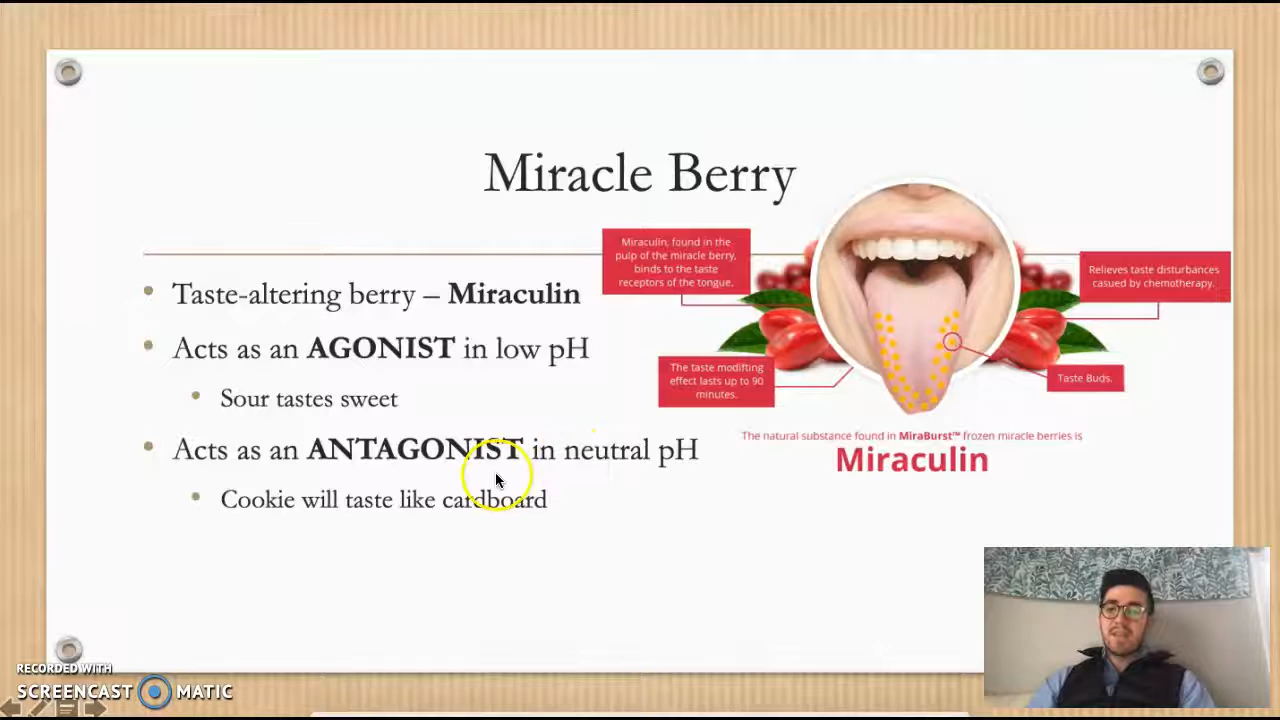 Miracle Berry
Taste-altering berry – Miraculin
Acts as an AGONIST in low pH
Sour tastes sweet
Acts as an ANTAGONIST in neutral pH
Cookie will taste like cardboard
Miraculin, found in the
pulp of the miracle berry,
binds to the taste
receptors of the tongue.
Relieves taste disturbances
casued by chemotherapy.
The taste modifting
effect lasts up to 90
minutes.
Taste Buds.
The natural substance found in MiraBurst™ frozen miracle berries is
Miraculin
RECORDED WITH
SCREENCAST MATIC